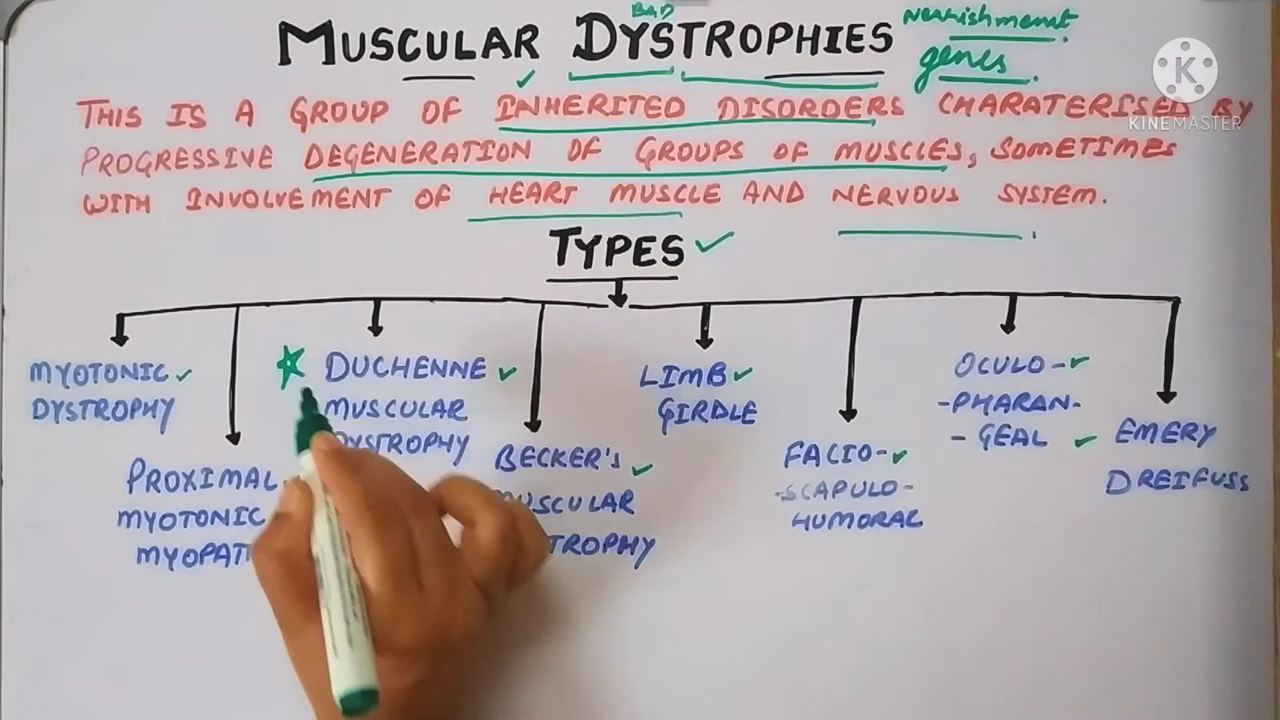 BAD
MUSCULAR DYSTROPHIES
Nourishment
genes
THIS IS A GROUP OF INHERITED DISORDERS CHARATERISED BY
PROGRESSIVE DEGENERATION OF GROUPS OF MUSCLES, SOMETIMES
WITH INVOLVEMENT OF HEART MUSCLE AND NERVOUS SYSTEM.
K
KINEMASTER
TYPES
MYOTONIC
DYSTROPHY
PROXIMAL
MYOTONIC
DUCHENNE
MUSCULAR
DYSTROPHY
BECKER'S
MUSCULAR
LIMB
GIRDLE
FACIO-
-SCAPULO-
HUMORAL
OCULO-
-PHARAN-
-GEAL
EMERY
DREIFUSS